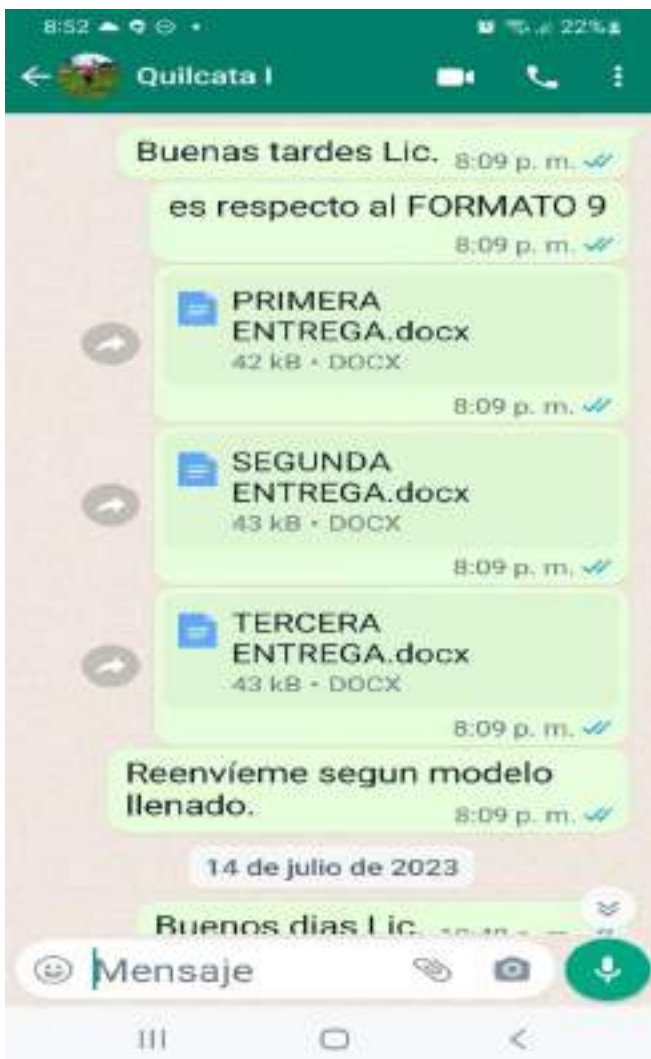 8:52
22%
Quilcata I
Buenas tardes Lic. 8:09 p. m.
es respecto al FORMATO 9
8:09 p. m.
PRIMERA
ENTREGA.docx
42 kB • DOCX
8:09 p. m.
SEGUNDA
ENTREGA.docx
43 kB • DOCX
8:09 p. m.
TERCERA
ENTREGA.docx
43 kB • DOCX
8:09 p. m.
Reenvíeme segun modelo
llenado. 8:09 p. m.
14 de julio de 2023
Buenos dias Lic.
Mensaje